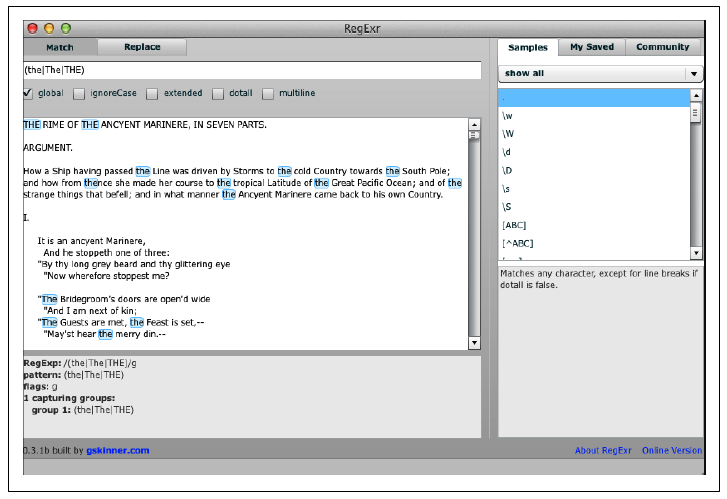 RegExr
Match Replace
(the|The|THE)
global ignoreCase extended dotall multiline
THE RIME OF THE ANCYENT MARINERE, IN SEVEN PARTS.
ARGUMENT.
How a Ship having passed the Line was driven by Storms to the cold Country towards the South Pole;
and how from thence she made her course to the tropical Latitude of the Great Pacific Ocean; and of the
strange things that befell; and in what manner the Ancyent Marinere came back to his own Country.
I.
It is an ancyent Marinere,
And he stoppeth one of three:
"By thy long grey beard and thy glittering eye
"Now wherefore stoppest me?
"The Bridegroom's doors are open'd wide
"And I am next of kin;
"The Guests are met, the Feast is set,--
"May'st hear the merry din.--
RegExp: /(the|The|THE)/g
pattern: (the|The|THE)
flags: g
1 capturing groups:
group 1: (the|The|THE)
Samples My Saved Community
show all
.
\w
\W
\d
\D
\s
\S
[ABC]
[^ABC]
Matches any character, except for line breaks if
dotall is false.
0.3.1b built by gskinner.com
About RegExr Online Version